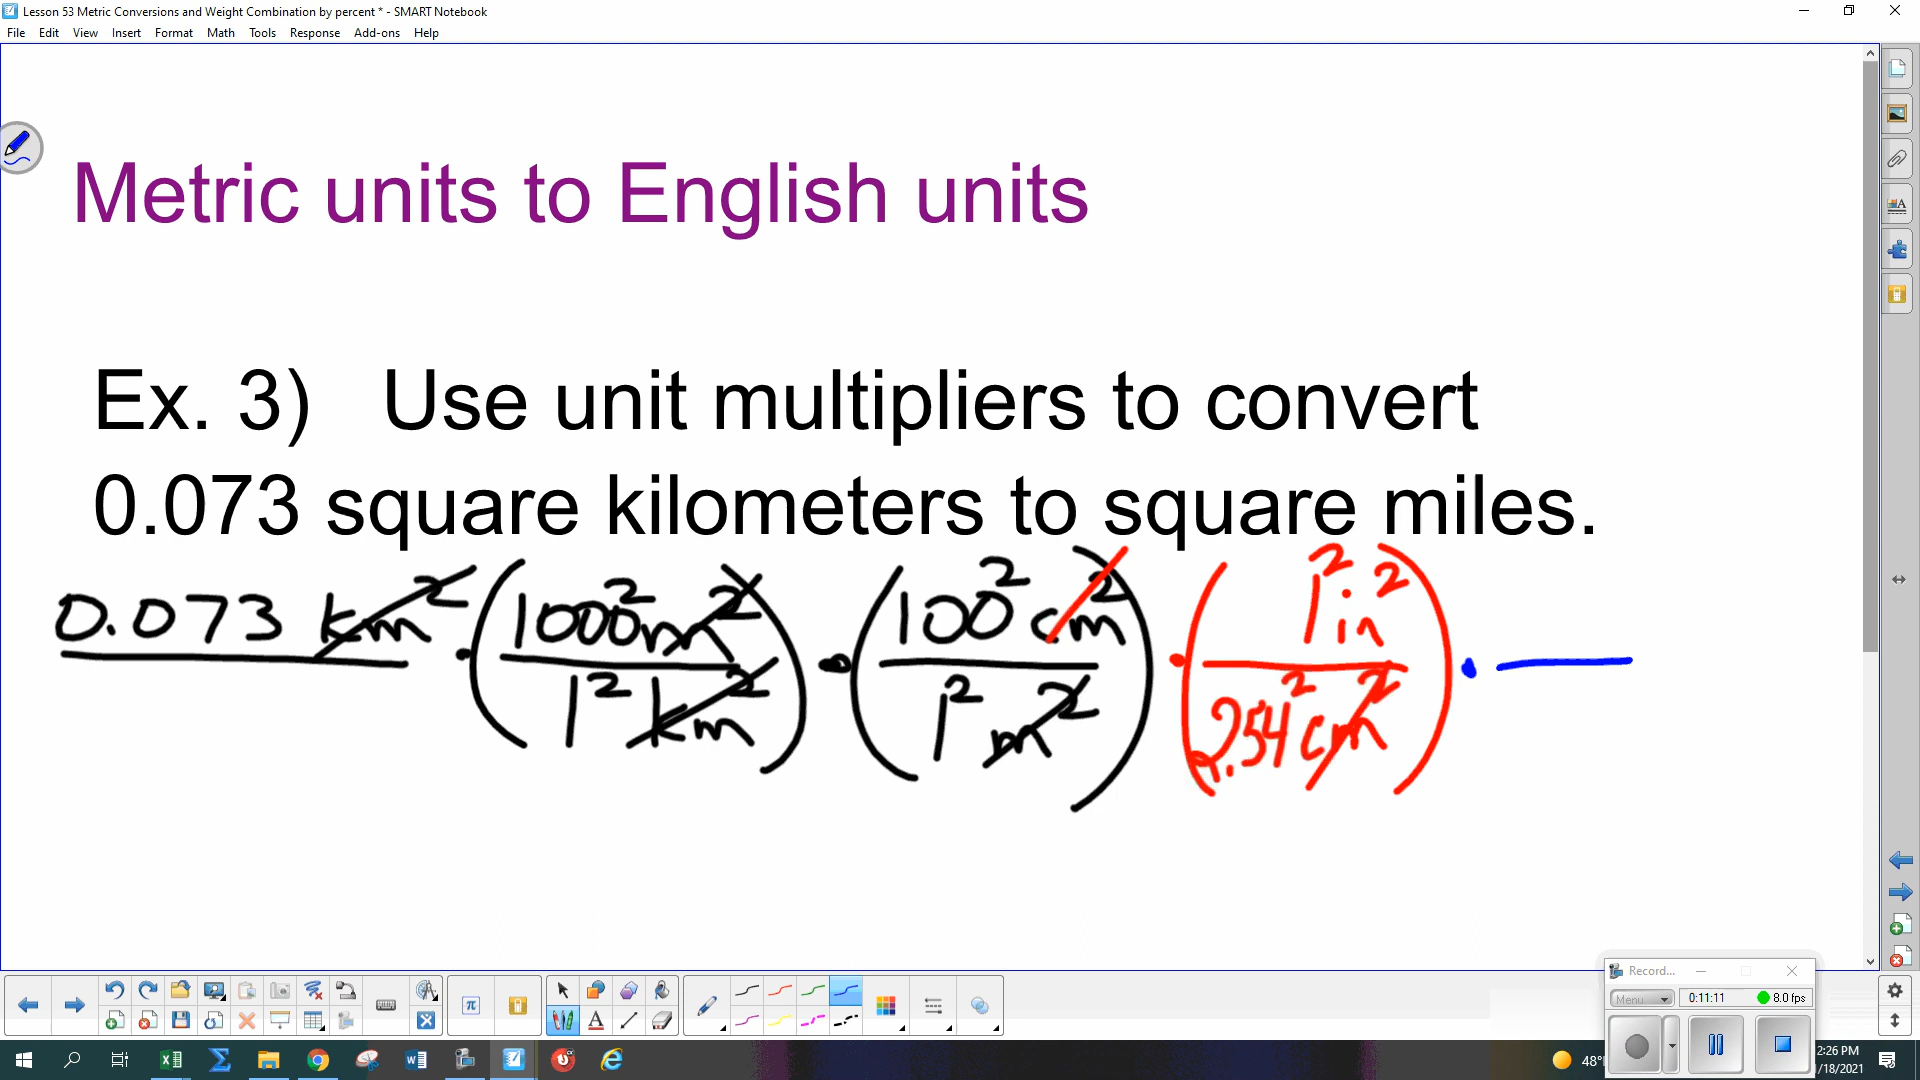 Lesson 53 Metric Conversions and Weight Combination by percent * - SMART Notebook
File Edit View Insert Format Math Tools Response Add-ons Help
Metric units to English units
Ex. 3) Use unit multipliers to convert
0.073 square kilometers to square miles.
0.073 km² · (1000² m² / 1² km²) · (100² cm² / 1² m²) · (1² in² / 2.54² cm²) ·
Record...
Menu 0:11:11 8.0 fps
48°
2:26 PM
/18/2021